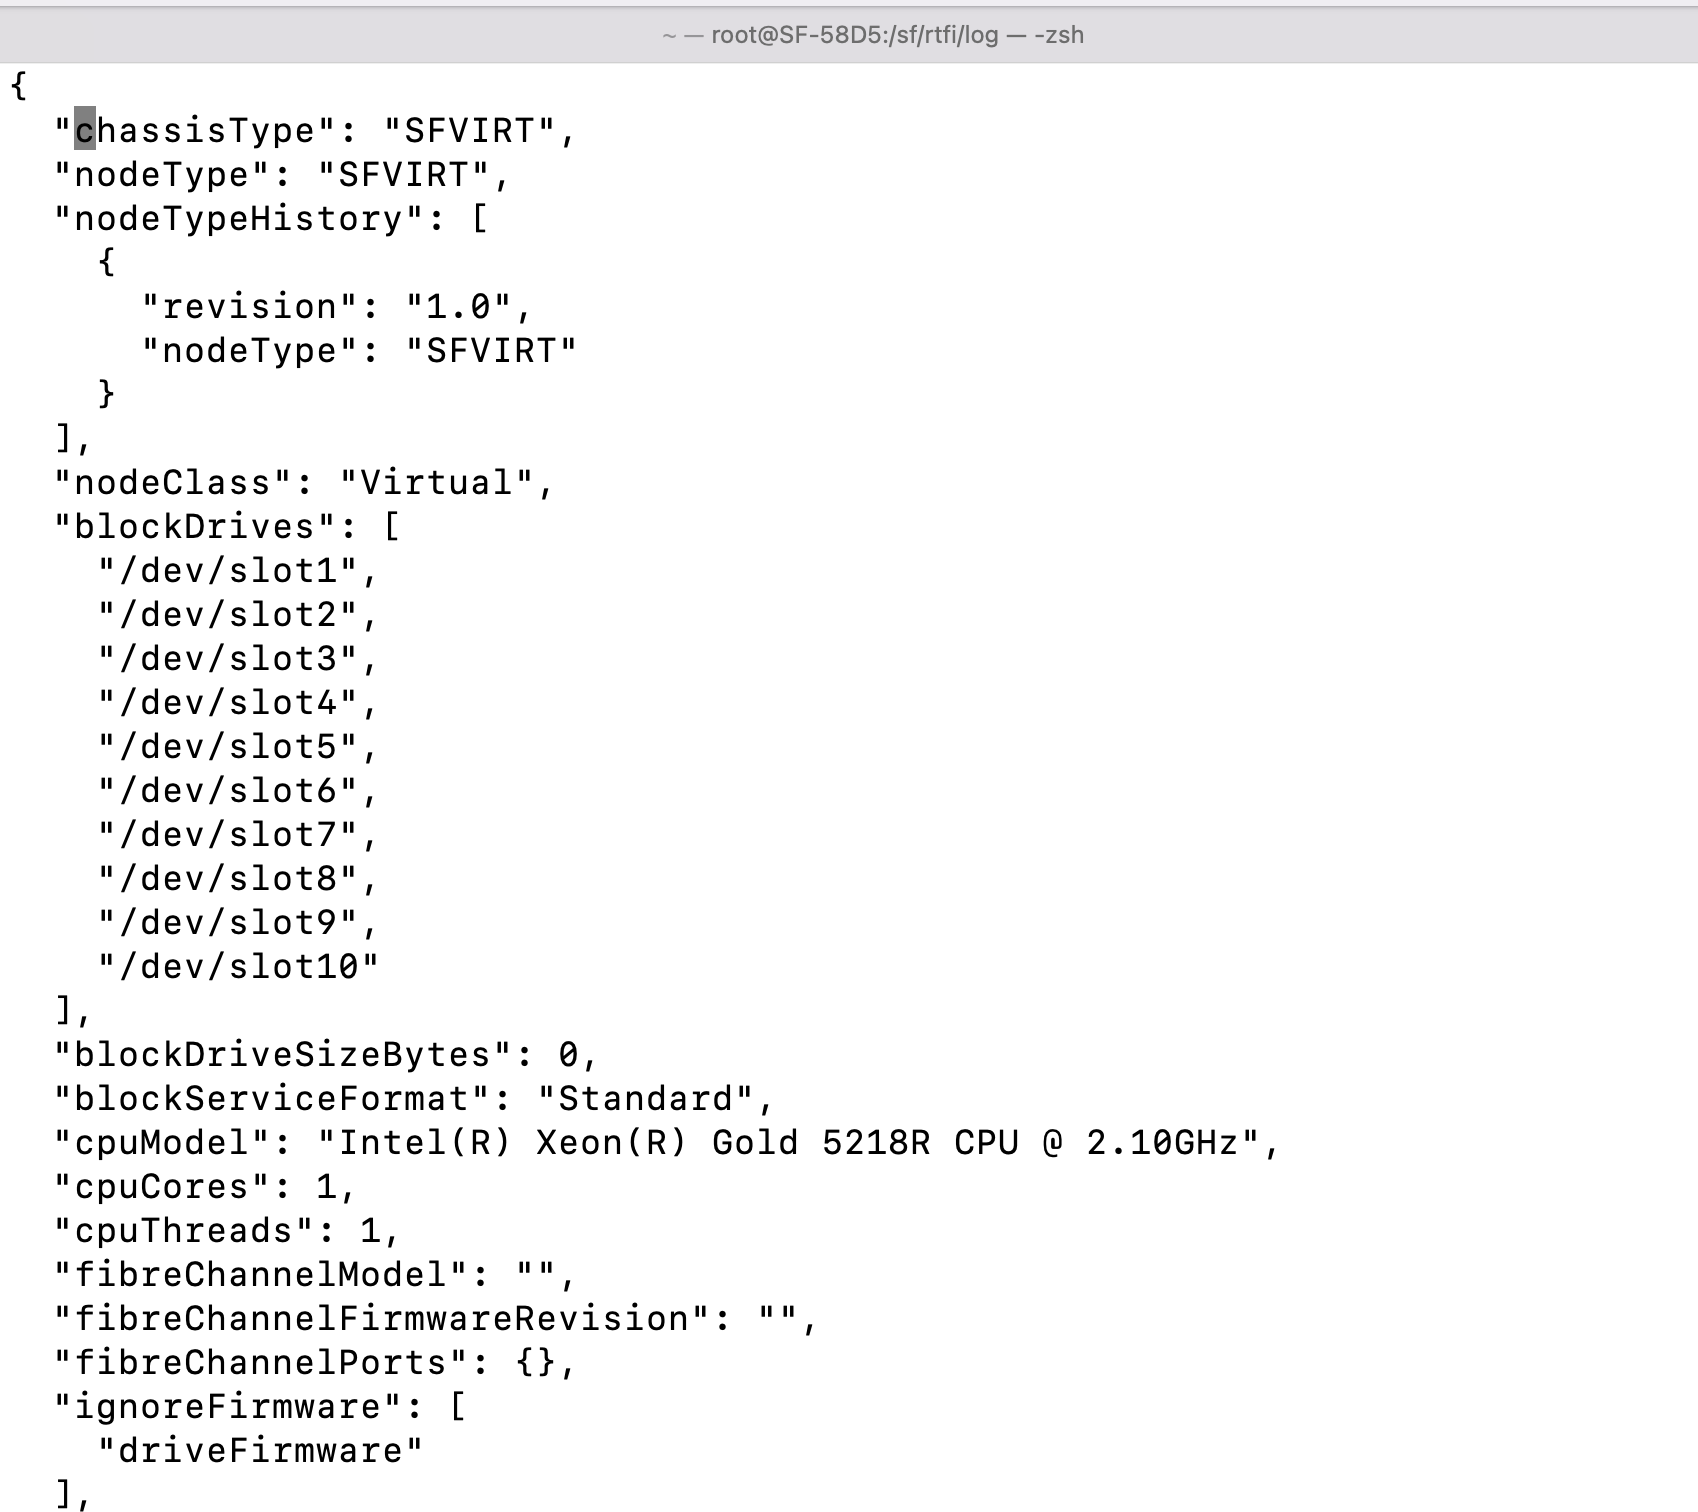 ~ — root@SF-58D5:/sf/rtfi/log — -zsh
{
  "chassisType": "SFVIRT",
  "nodeType": "SFVIRT",
  "nodeTypeHistory": [
    {
      "revision": "1.0",
      "nodeType": "SFVIRT"
    }
  ],
  "nodeClass": "Virtual",
  "blockDrives": [
    "/dev/slot1",
    "/dev/slot2",
    "/dev/slot3",
    "/dev/slot4",
    "/dev/slot5",
    "/dev/slot6",
    "/dev/slot7",
    "/dev/slot8",
    "/dev/slot9",
    "/dev/slot10"
  ],
  "blockDriveSizeBytes": 0,
  "blockServiceFormat": "Standard",
  "cpuModel": "Intel(R) Xeon(R) Gold 5218R CPU @ 2.10GHz",
  "cpuCores": 1,
  "cpuThreads": 1,
  "fibreChannelModel": "",
  "fibreChannelFirmwareRevision": "",
  "fibreChannelPorts": {},
  "ignoreFirmware": [
    "driveFirmware"
  ],